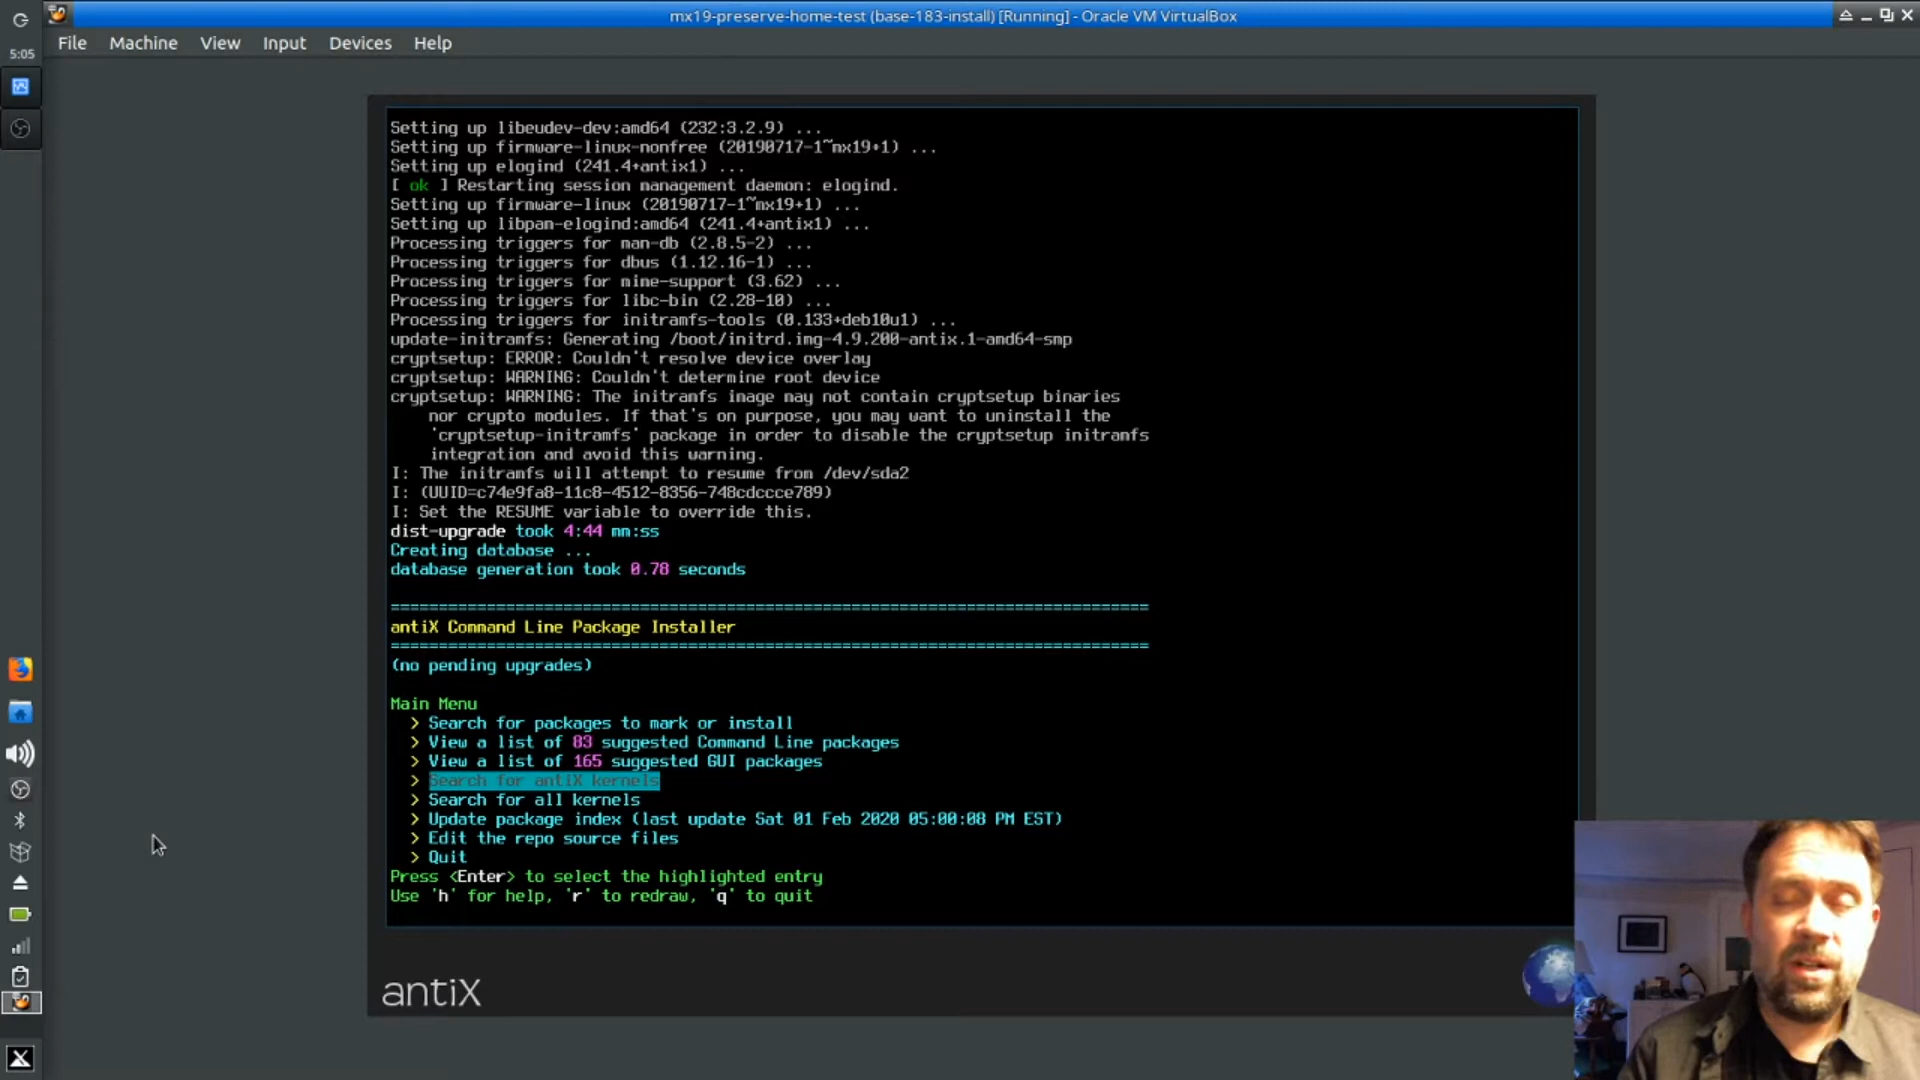 mx19-preserve-home-test (base-183-install) [Running] - Oracle VM VirtualBox
5:05
File Machine View Input Devices Help
Setting up libeudev-dev:amd64 (232:3.2.9) ...
Setting up firmware-linux-nonfree (20190717-1~mx19+1) ...
Setting up elogind (241.4+antix1) ...
[ ok ] Restarting session management daemon: elogind.
Setting up firmware-linux (20190717-1~mx19+1) ...
Setting up libpam-elogind:amd64 (241.4+antix1) ...
Processing triggers for man-db (2.8.5-2) ...
Processing triggers for dbus (1.12.16-1) ...
Processing triggers for mime-support (3.62) ...
Processing triggers for libc-bin (2.28-10) ...
Processing triggers for initramfs-tools (0.133+deb10u1) ...
update-initramfs: Generating /boot/initrd.img-4.9.200-antix.1-amd64-smp
cryptsetup: ERROR: Couldn't resolve device overlay
cryptsetup: WARNING: Couldn't determine root device
cryptsetup: WARNING: The initramfs image may not contain cryptsetup binaries
nor crypto modules. If that's on purpose, you may want to uninstall the
'cryptsetup-initramfs' package in order to disable the cryptsetup initramfs
integration and avoid this warning.
I: The initramfs will attempt to resume from /dev/sda2
I: (UUID=c74e9fa8-11c8-4512-8356-748cdccce789)
I: Set the RESUME variable to override this.
dist-upgrade took 4:44 mm:ss
Creating database ...
database generation took 0.78 seconds
===============================================================================
antiX Command Line Package Installer
===============================================================================
(no pending upgrades)
Main Menu
> Search for packages to mark or install
> View a list of 83 suggested Command Line packages
> View a list of 165 suggested GUI packages
> Search for antiX kernels
> Search for all kernels
> Update package index (last update Sat 01 Feb 2020 05:00:08 PM EST)
> Edit the repo source files
> Quit
Press <Enter> to select the highlighted entry
Use 'h' for help, 'r' to redraw, 'q' to quit
antiX